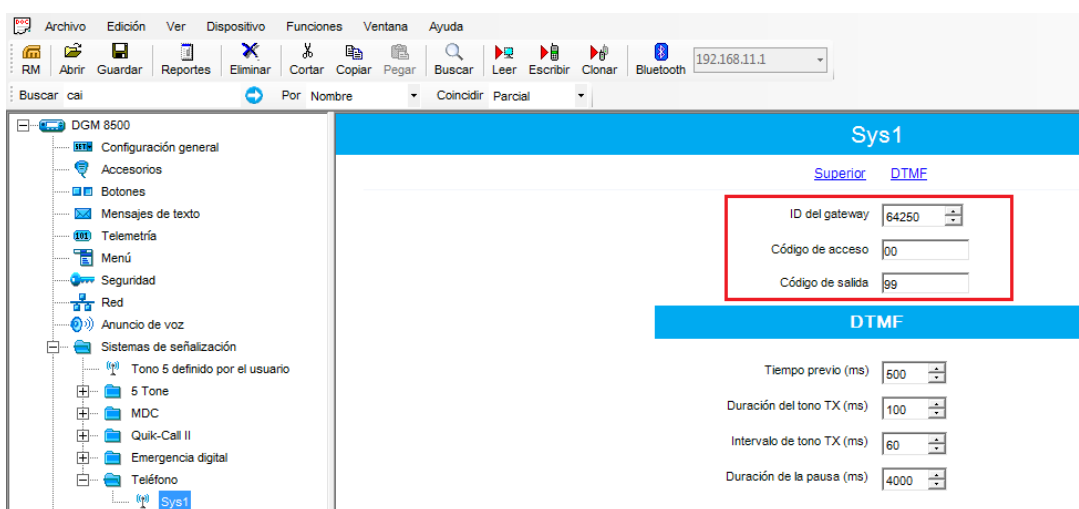 Archivo Edición Ver Dispositivo Funciones Ventana Ayuda
RM Abrir Guardar Reportes Eliminar Cortar Copiar Pegar Buscar Leer Escribir Clonar Bluetooth 192.168.11.1
Buscar cai Por Nombre Coincidir Parcial
DGM 8500
Configuración general
Accesorios
Botones
Mensajes de texto
Telemetría
Menú
Seguridad
Red
Anuncio de voz
Sistemas de señalización
Tono 5 definido por el usuario
5 Tone
MDC
Quik-Call II
Emergencia digital
Teléfono
Sys1
Sys1
Superior DTMF
ID del gateway 64250
Código de acceso 00
Código de salida 99
DTMF
Tiempo previo (ms) 500
Duración del tono TX (ms) 100
Intervalo de tono TX (ms) 60
Duración de la pausa (ms) 4000